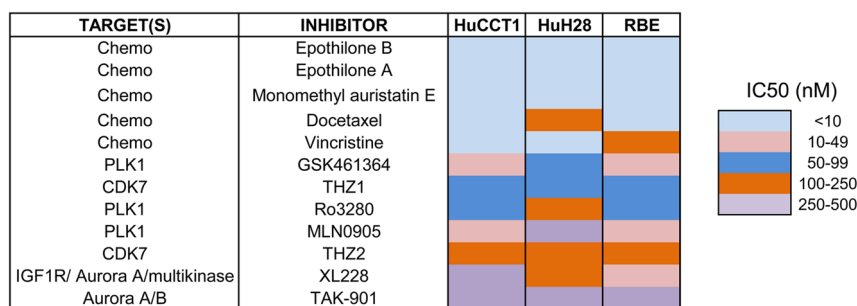 TARGET(S) INHIBITOR HuCCT1 HuH28 RBE
Chemo Epothilone B
Chemo Epothilone A
Chemo Monomethyl auristatin E
Chemo Docetaxel
Chemo Vincristine
PLK1 GSK461364
CDK7 THZ1
PLK1 Ro3280
PLK1 MLN0905
CDK7 THZ2
IGF1R/ Aurora A/multikinase XL228
Aurora A/B TAK-901
IC50 (nM)
<10
10-49
50-99
100-250
250-500